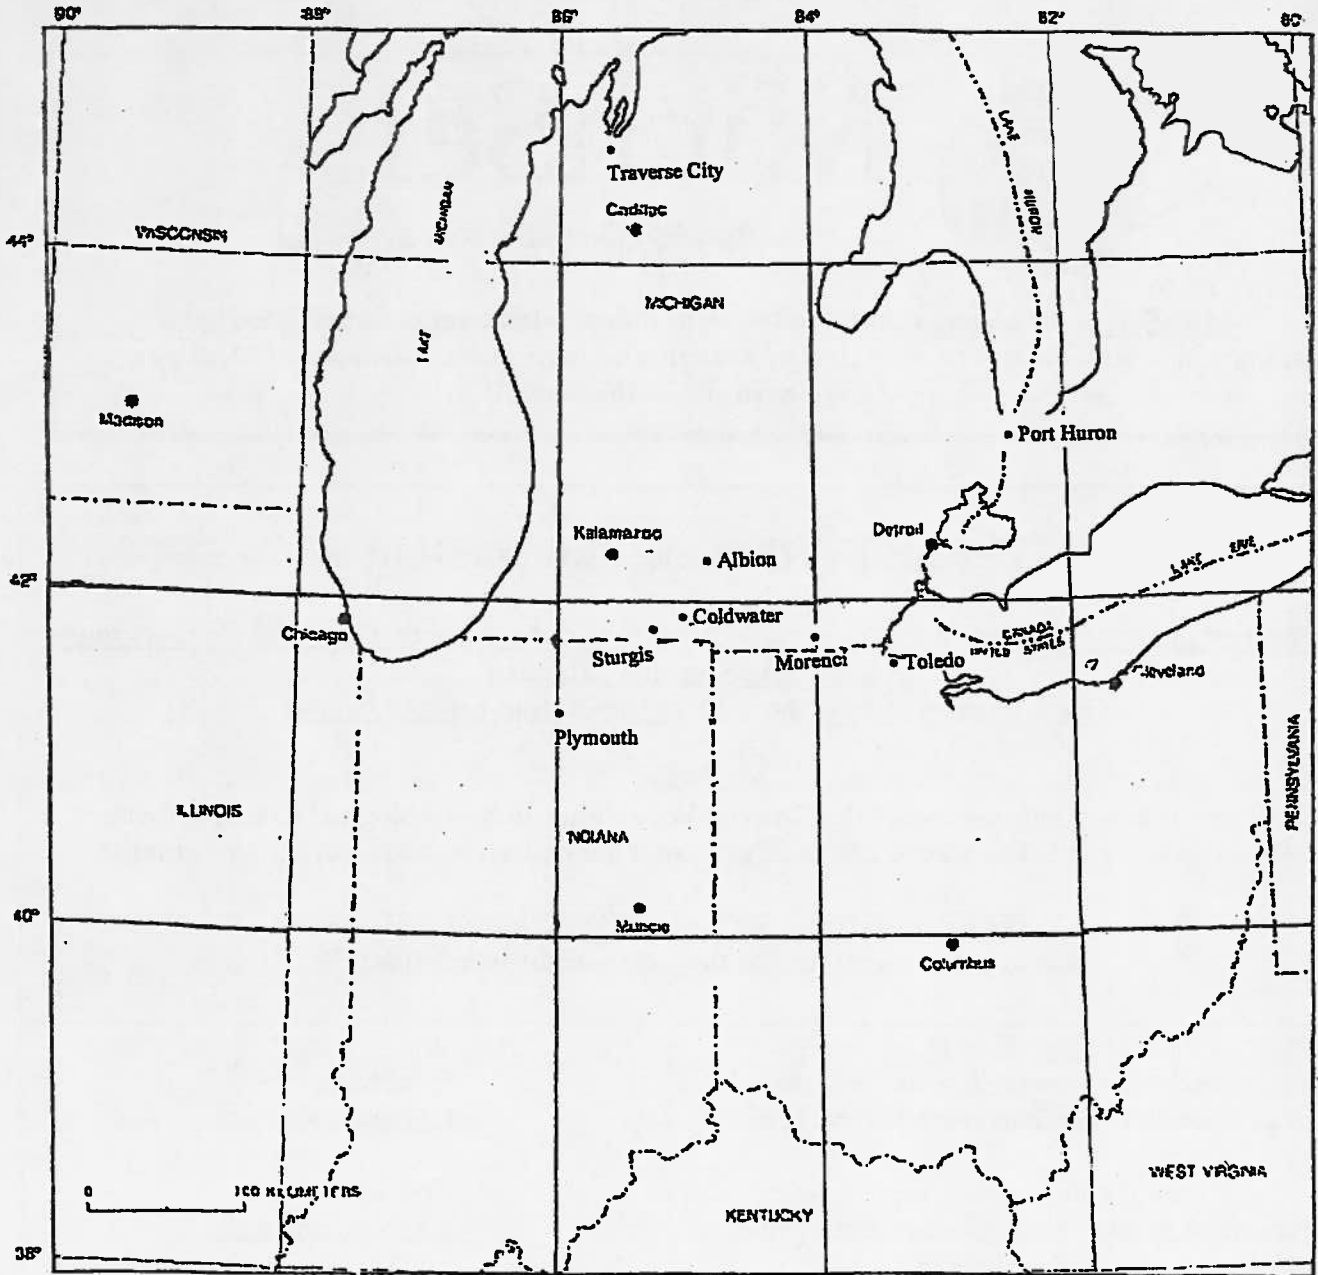 90° 88° 86° 84° 82° 80°
LAKE
HURON
Traverse City
Cadillac
MICHIGAN
LAKE
44°
WISCONSIN
MICHIGAN
Madison
Port Huron
Kalamazoo
Detroit
Albion
LAKE ERIE
42°
Chicago
Coldwater
Sturgis
Morenci
Toledo
CANADA
UNITED STATES
Cleveland
Plymouth
PENNSYLVANIA
ILLINOIS
INDIANA
40°
Muncie
Columbus
WEST VIRGINIA
0 100 KILOMETERS
KENTUCKY
38°